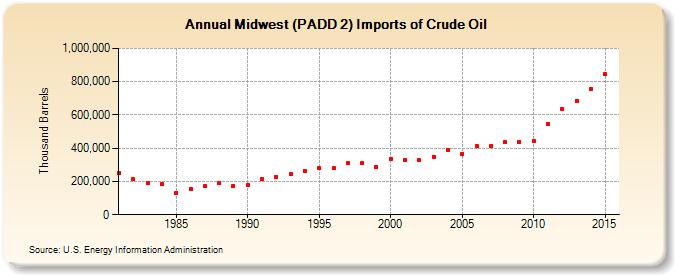 Annual Midwest (PADD 2) Imports of Crude Oil
Thousand Barrels
1,000,000
800,000
600,000
400,000
200,000
0
1985 1990 1995 2000 2005 2010 2015
Source: U.S. Energy Information Administration